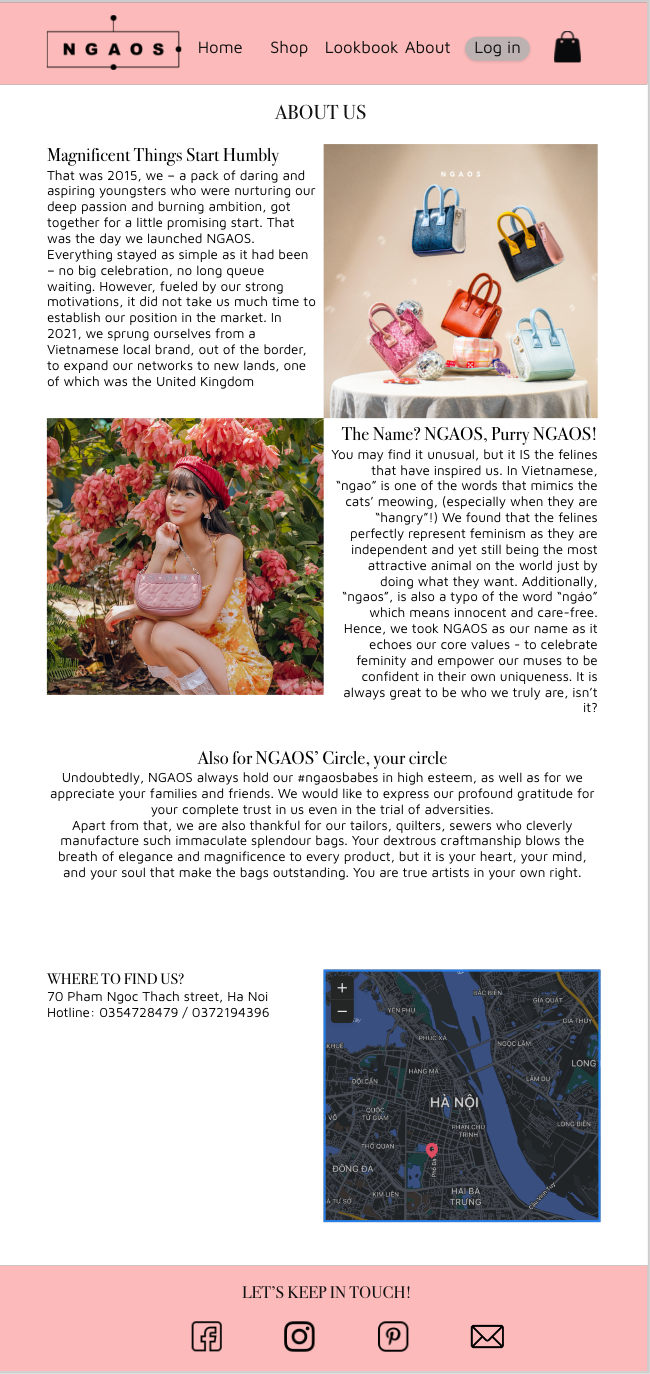 NGAOS
Home
Shop
Lookbook
About
Log in
ABOUT US
Magnificent Things Start Humbly
That was 2015, we – a pack of daring and
aspiring youngsters who were nurturing our
deep passion and burning ambition, got
together for a little promising start. That
was the day we launched NGAOS.
Everything stayed as simple as it had been
– no big celebration, no long queue
waiting. However, fueled by our strong
motivations, it did not take us much time to
establish our position in the market. In
2021, we sprung ourselves from a
Vietnamese local brand, out of the border,
to expand our networks to new lands, one
of which was the United Kingdom
NGAOS
The Name? NGAOS, Purry NGAOS!
You may find it unusual, but it IS the felines
that have inspired us. In Vietnamese,
“ngao” is one of the words that mimics the
cats’ meowing, (especially when they are
“hangry”!) We found that the felines
perfectly represent feminism as they are
independent and yet still being the most
attractive animal on the world just by
doing what they want. Additionally,
“ngaos”, is also a typo of the word “ngáo”
which means innocent and care-free.
Hence, we took NGAOS as our name as it
echoes our core values - to celebrate
feminity and empower our muses to be
confident in their own uniqueness. It is
always great to be who we truly are, isn’t
it?
Also for NGAOS’ Circle, your circle
Undoubtedly, NGAOS always hold our #ngaosbabes in high esteem, as well as for we
appreciate your families and friends. We would like to express our profound gratitude for
your complete trust in us even in the trial of adversities.
Apart from that, we are also thankful for our tailors, quilters, sewers who cleverly
manufacture such immaculate splendour bags. Your dextrous craftmanship blows the
breath of elegance and magnificence to every product, but it is your heart, your mind,
and your soul that make the bags outstanding. You are true artists in your own right.
WHERE TO FIND US?
70 Pham Ngoc Thach street, Ha Noi
Hotline: 0354728479 / 0372194396
+
−
BẮC BIÊN
GIA QUẤT
YÊN PHỤ
GIA THỤY
PHÚC XÁ
NGỌC LÂM
KHUÊ
LONG
HÀNG MÃ
LÂM DU
ĐỘI CẤN
HÀ NỘI
QUỐC
TỬ GIÁM
VÕ
LONG BIÊN
PHAN CHU
TRINH
THỔ QUAN
ĐỐNG ĐA
KIM LIÊN
HAI BÀ
TRƯNG
LET’S KEEP IN TOUCH!